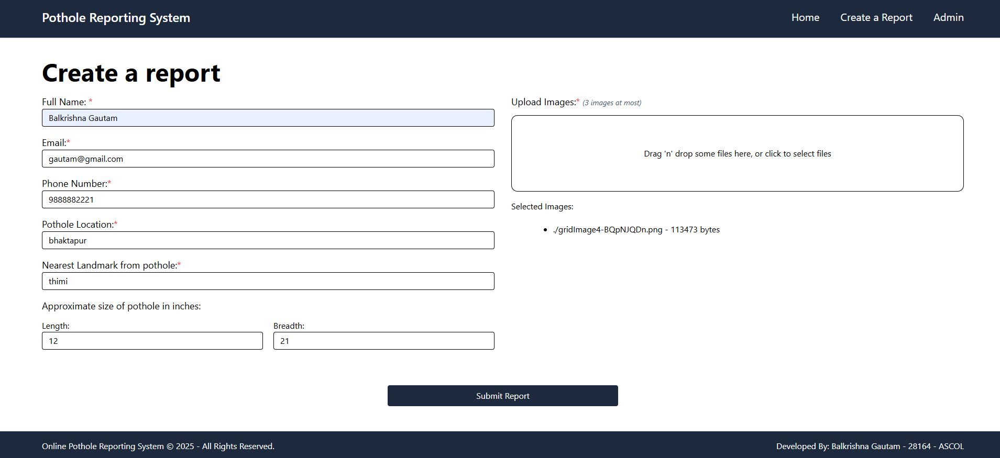 Pothole Reporting System
Home Create a Report Admin
Create a report
Full Name: *
Balkrishna Gautam
Email:*
gautam@gmail.com
Phone Number:*
9888882221
Pothole Location:*
bhaktapur
Nearest Landmark from pothole:*
thimi
Approximate size of pothole in inches:
Length:
12
Breadth:
21
Upload Images:* (3 images at most)
Drag 'n' drop some files here, or click to select files
Selected Images:
• ./gridImage4-BQpNJQDn.png - 113473 bytes
Submit Report
Online Pothole Reporting System © 2025 - All Rights Reserved.
Developed By: Balkrishna Gautam - 28164 - ASCOL